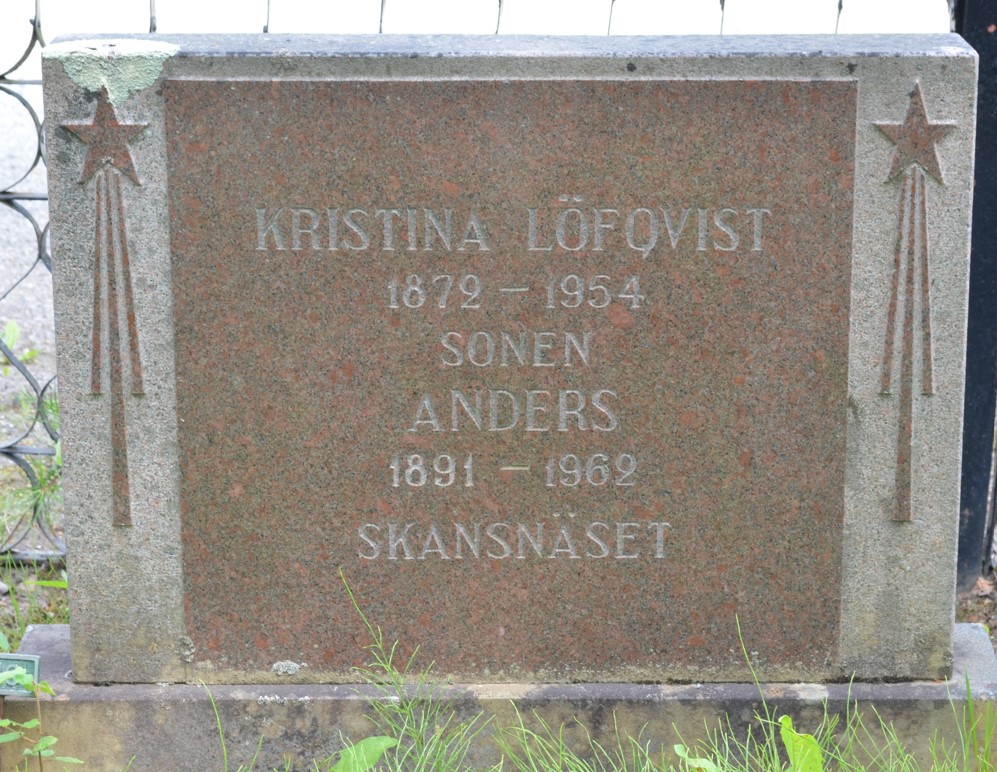 KRISTINA LÖFQVIST
1872 – 1954
SONEN
ANDERS
1891 – 1962
SKANSNÄSET